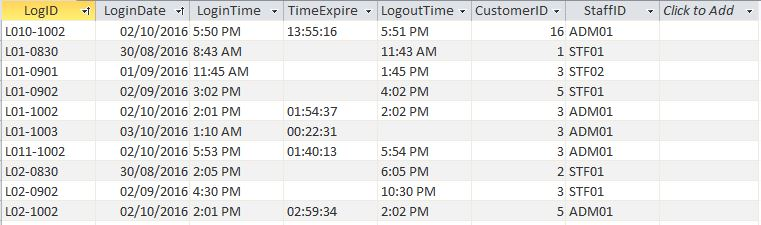 LogID LoginDate LoginTime TimeExpire LogoutTime CustomerID StaffID Click to Add
L010-1002 02/10/2016 5:50 PM 13:55:16 5:51 PM 16 ADM01
L01-0830 30/08/2016 8:43 AM 11:43 AM 1 STF01
L01-0901 01/09/2016 11:45 AM 1:45 PM 3 STF02
L01-0902 02/09/2016 3:02 PM 4:02 PM 5 STF01
L01-1002 02/10/2016 2:01 PM 01:54:37 2:02 PM 3 ADM01
L01-1003 03/10/2016 1:10 AM 00:22:31 3 ADM01
L011-1002 02/10/2016 5:53 PM 01:40:13 5:54 PM 3 ADM01
L02-0830 30/08/2016 2:05 PM 6:05 PM 2 STF01
L02-0902 02/09/2016 4:30 PM 10:30 PM 3 STF01
L02-1002 02/10/2016 2:01 PM 02:59:34 2:02 PM 5 ADM01